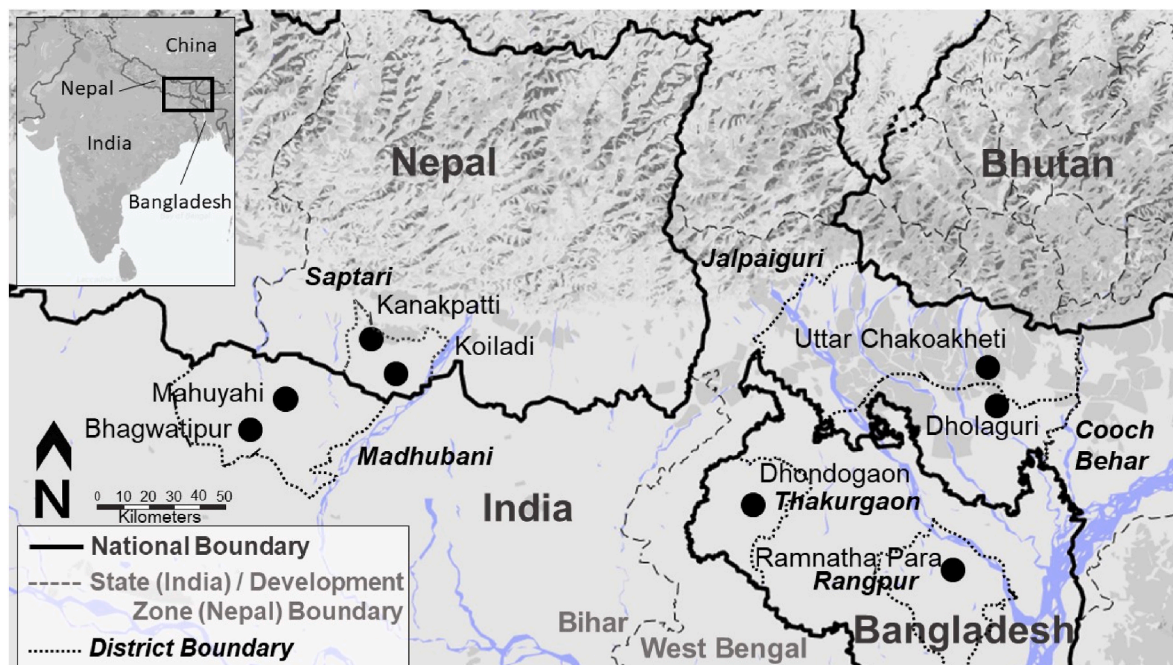 China
Nepal
India
Bangladesh
Nepal
Bhutan
Saptari
Kanakpatti
Koiladi
Mahuyahi
Bhagwatipur
Madhubani
Jalpaiguri
Uttar Chakoakheti
Dholaguri
Cooch
Behar
Dhondogaon
Thakurgaon
Ramnatha Para
Rangpur
India
Bihar
West Bengal
Bangladesh
N
0 10 20 30 40 50
Kilometers
National Boundary
State (India) / Development
Zone (Nepal) Boundary
District Boundary